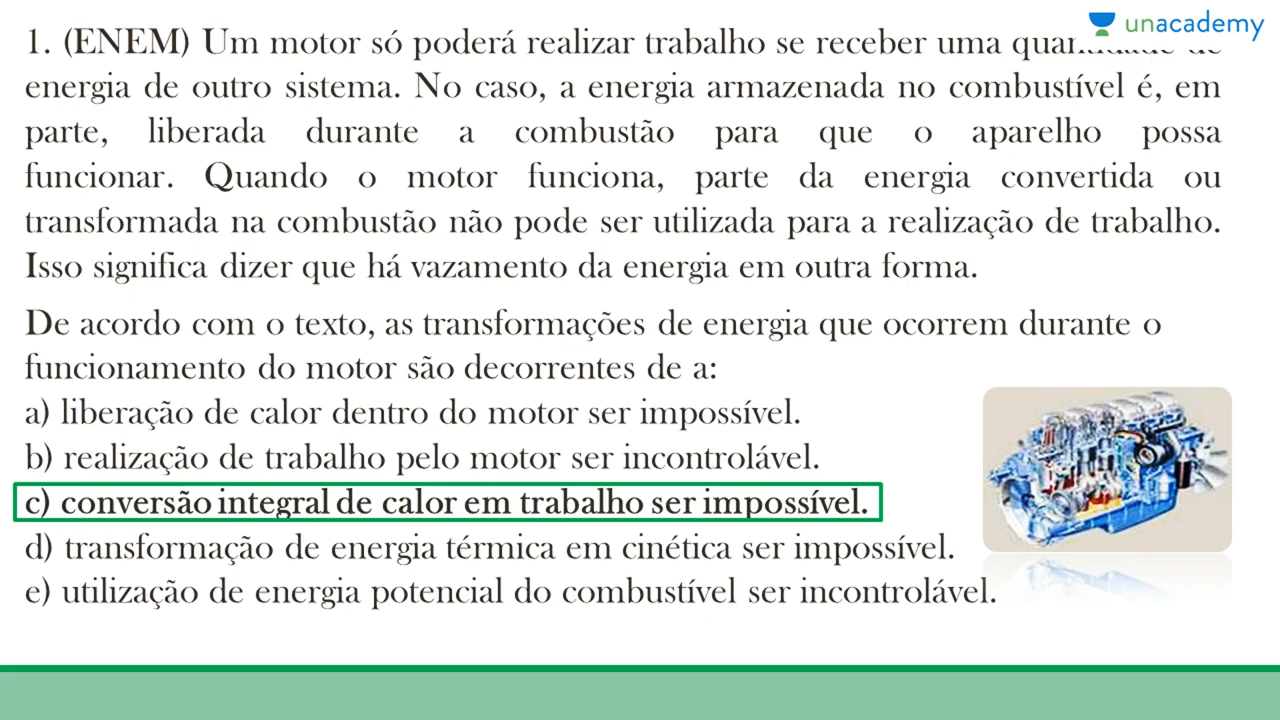 unacademy
1. (ENEM) Um motor só poderá realizar trabalho se receber uma quantidade de
energia de outro sistema. No caso, a energia armazenada no combustível é, em
parte, liberada durante a combustão para que o aparelho possa
funcionar. Quando o motor funciona, parte da energia convertida ou
transformada na combustão não pode ser utilizada para a realização de trabalho.
Isso significa dizer que há vazamento da energia em outra forma.
De acordo com o texto, as transformações de energia que ocorrem durante o
funcionamento do motor são decorrentes de a:
a) liberação de calor dentro do motor ser impossível.
b) realização de trabalho pelo motor ser incontrolável.
c) conversão integral de calor em trabalho ser impossível.
d) transformação de energia térmica em cinética ser impossível.
e) utilização de energia potencial do combustível ser incontrolável.